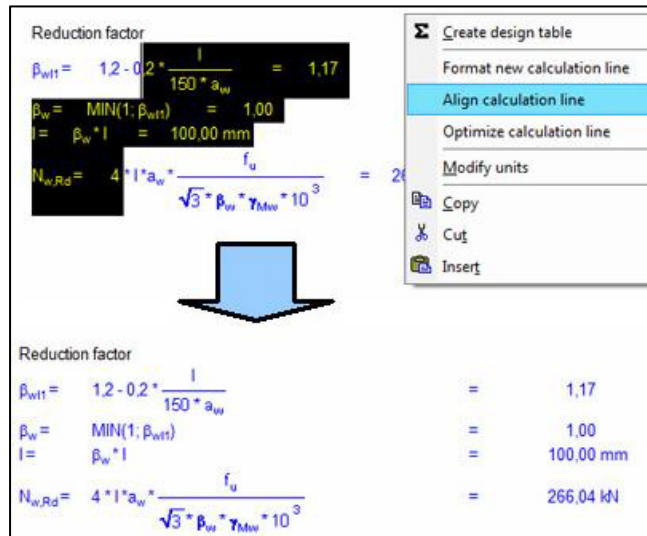 Reduction factor
βwl1 = 1,2 - 0,2 * l / 150 * aw = 1,17
βw = MIN(1; βwl1) = 1,00
l = βw * l = 100,00 mm
Nw,Rd = 4 * l * aw * fu / √3 * βw * γMw * 10³ = 26
Σ Create design table
Format new calculation line
Align calculation line
Optimize calculation line
Modify units
Copy
Cut
Insert
Reduction factor
βwl1 = 1,2 - 0,2 * l / 150 * aw = 1,17
βw = MIN(1; βwl1) = 1,00
l = βw * l = 100,00 mm
Nw,Rd = 4 * l * aw * fu / √3 * βw * γMw * 10³ = 266,04 kN